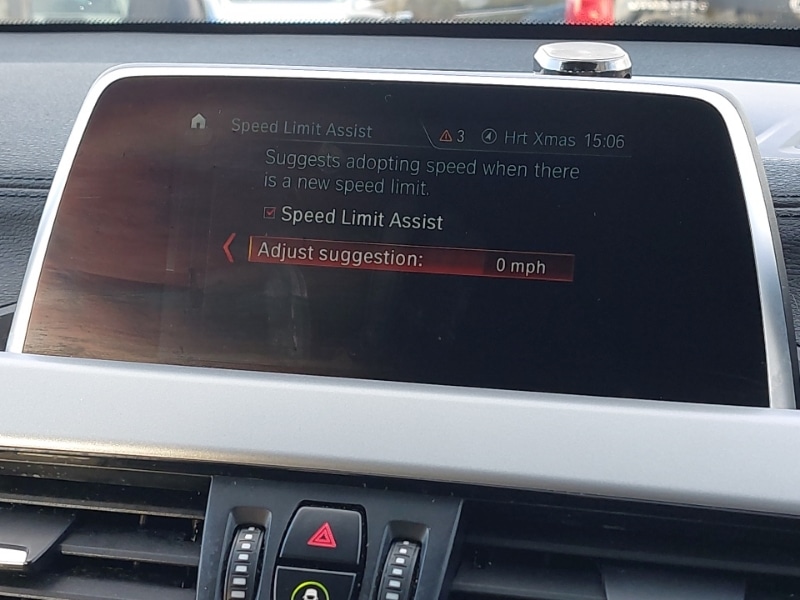 Speed Limit Assist 3 Hrt Xmas 15:06
Suggests adopting speed when there
is a new speed limit.
Speed Limit Assist
Adjust suggestion: 0 mph